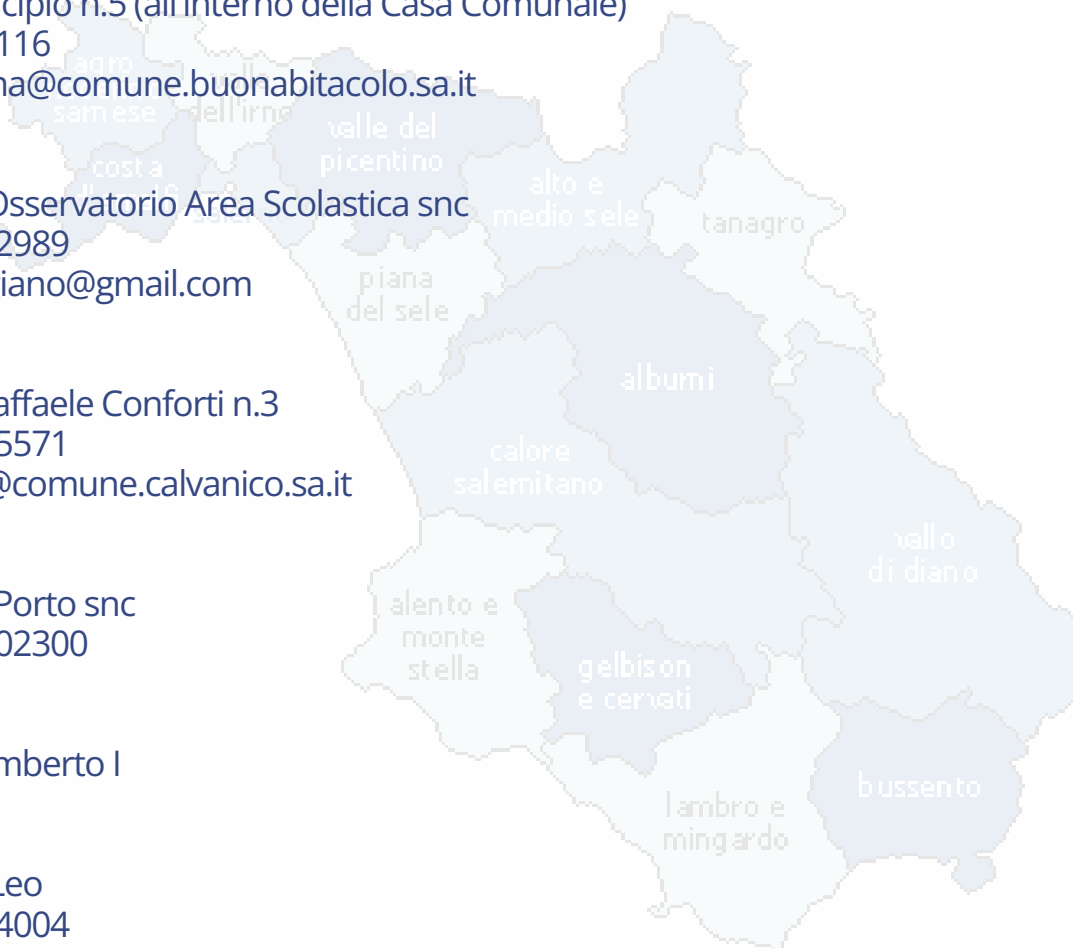 cipio n.5 (all'interno della Casa Comunale)
116
na@comune.buonabitacolo.sa.it
Osservatorio Area Scolastica snc
2989
iano@gmail.com
affaele Conforti n.3
5571
@comune.calvanico.sa.it
Porto snc
02300
mberto I
Leo
4004
agro
sarnese
valle
dell'irno
valle del
picentino
costa
alto e
medio sele
tanagro
piana
del sele
alburni
calore
salernitano
vallo
di diano
alento e
monte
stella
gelbison
e cervati
bussento
lambro e
mingardo